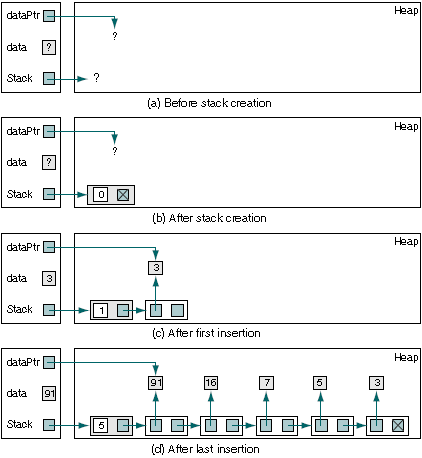 Heap
dataPtr
?
data ?
Stack ?
(a) Before stack creation
Heap
dataPtr
?
data ?
Stack 0
(b) After stack creation
Heap
dataPtr
3
data 3
Stack 1
(c) After first insertion
Heap
dataPtr
91 16 7 5 3
data 91
Stack 5
(d) After last insertion